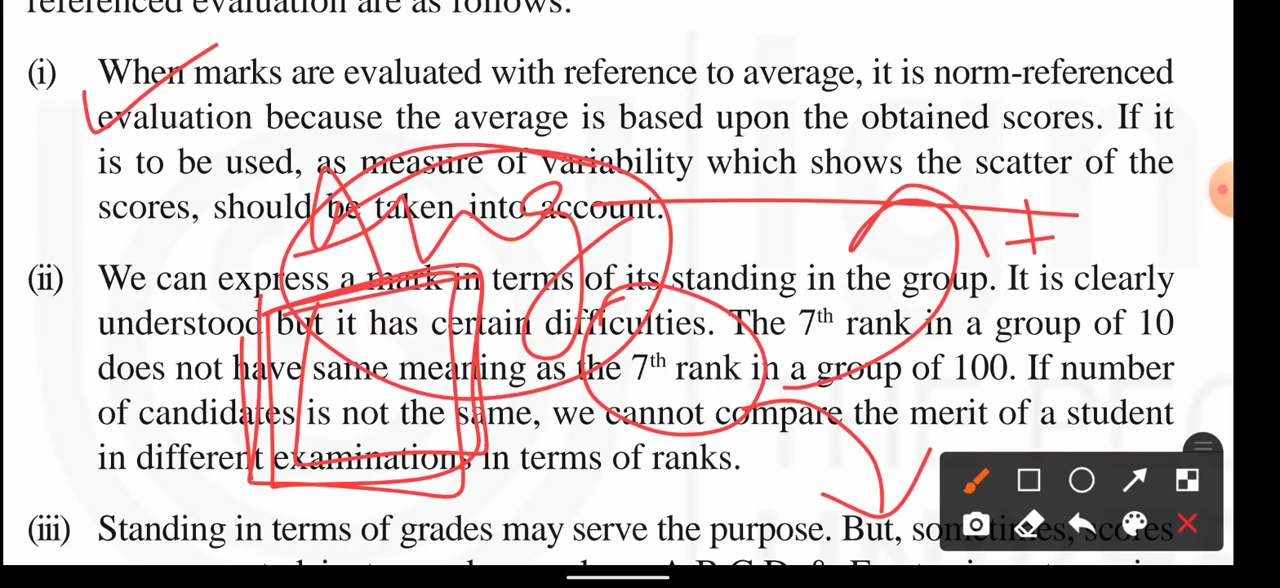 referenced evaluation are as follows:
(i) When marks are evaluated with reference to average, it is norm-referenced
evaluation because the average is based upon the obtained scores. If it
is to be used, as measure of variability which shows the scatter of the
scores, should be taken into account.
(ii) We can express a mark in terms of its standing in the group. It is clearly
understood but it has certain difficulties. The 7th rank in a group of 10
does not have same meaning as the 7th rank in a group of 100. If number
of candidates is not the same, we cannot compare the merit of a student
in different examinations in terms of ranks.
(iii) Standing in terms of grades may serve the purpose. But, sometimes, scores